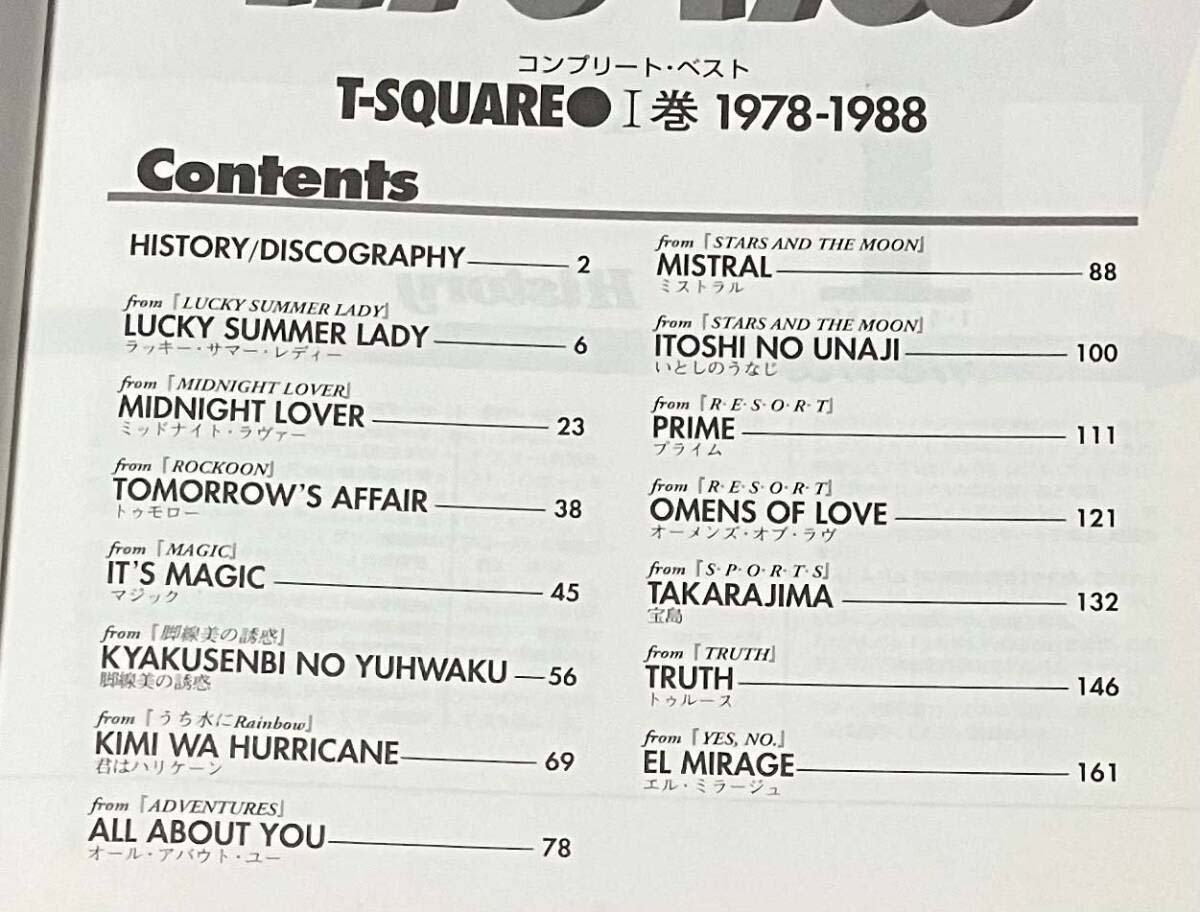 コンプリート・ベスト
T-SQUARE●Ⅰ巻 1978-1988
Contents
HISTORY/DISCOGRAPHY 2
from『LUCKY SUMMER LADY』
LUCKY SUMMER LADY 6
ラッキー・サマー・レディー
from『MIDNIGHT LOVER』
MIDNIGHT LOVER 23
ミッドナイト・ラヴァー
from『ROCKOON』
TOMORROW'S AFFAIR 38
トゥモロー
from『MAGIC』
IT'S MAGIC 45
マジック
from『脚線美の誘惑』
KYAKUSENBI NO YUHWAKU 56
脚線美の誘惑
from『うち水にRainbow』
KIMI WA HURRICANE 69
君はハリケーン
from『ADVENTURES』
ALL ABOUT YOU 78
オール・アバウト・ユー
from『STARS AND THE MOON』
MISTRAL 88
ミストラル
from『STARS AND THE MOON』
ITOSHI NO UNAJI 100
いとしのうなじ
from『R・E・S・O・R・T』
PRIME 111
プライム
from『R・E・S・O・R・T』
OMENS OF LOVE 121
オーメンズ・オブ・ラヴ
from『S・P・O・R・T・S』
TAKARAJIMA 132
宝島
from『TRUTH』
TRUTH 146
トゥルース
from『YES, NO.』
EL MIRAGE 161
エル・ミラージュ